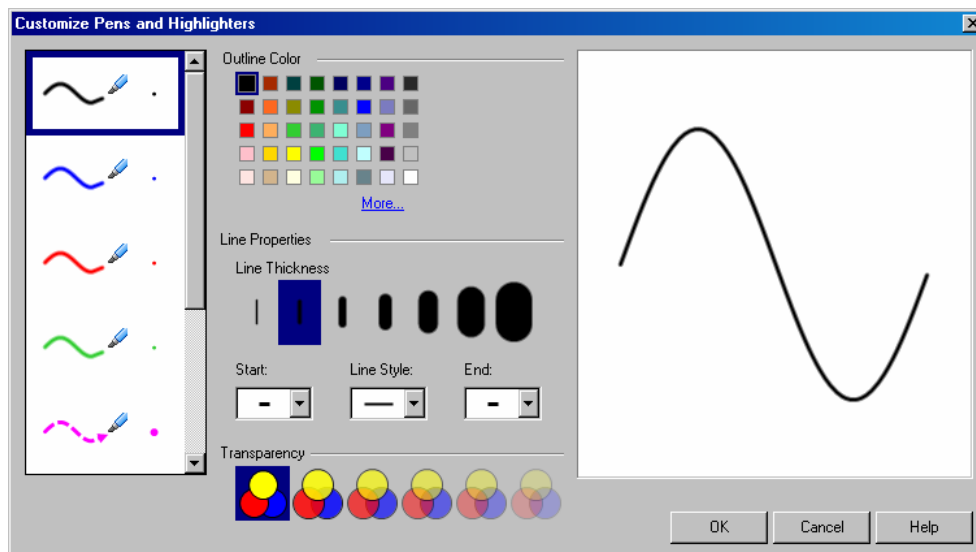 Customize Pens and Highlighters
Outline Color
More...
Line Properties
Line Thickness
Start: Line Style: End:
Transparency
OK Cancel Help